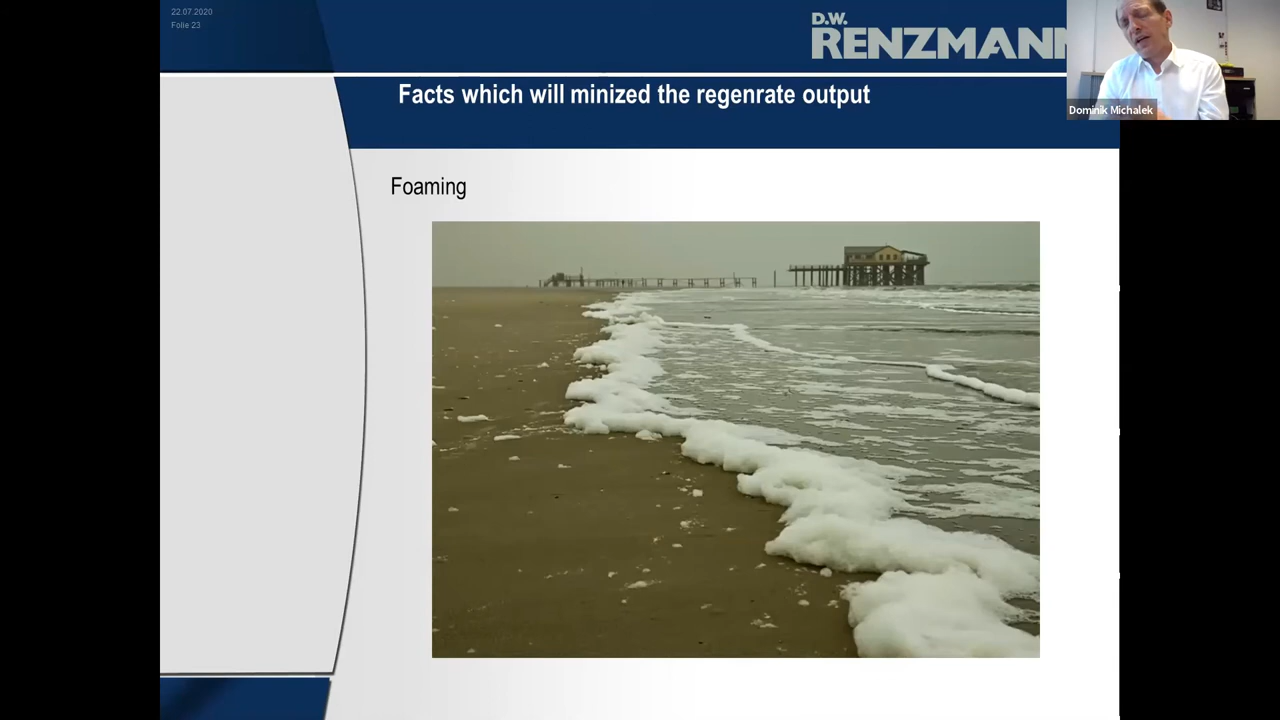 22.07.2020
Folie 23
D.W.
RENZMANN
Facts which will minized the regenrate output
Dominik Michalek
Foaming